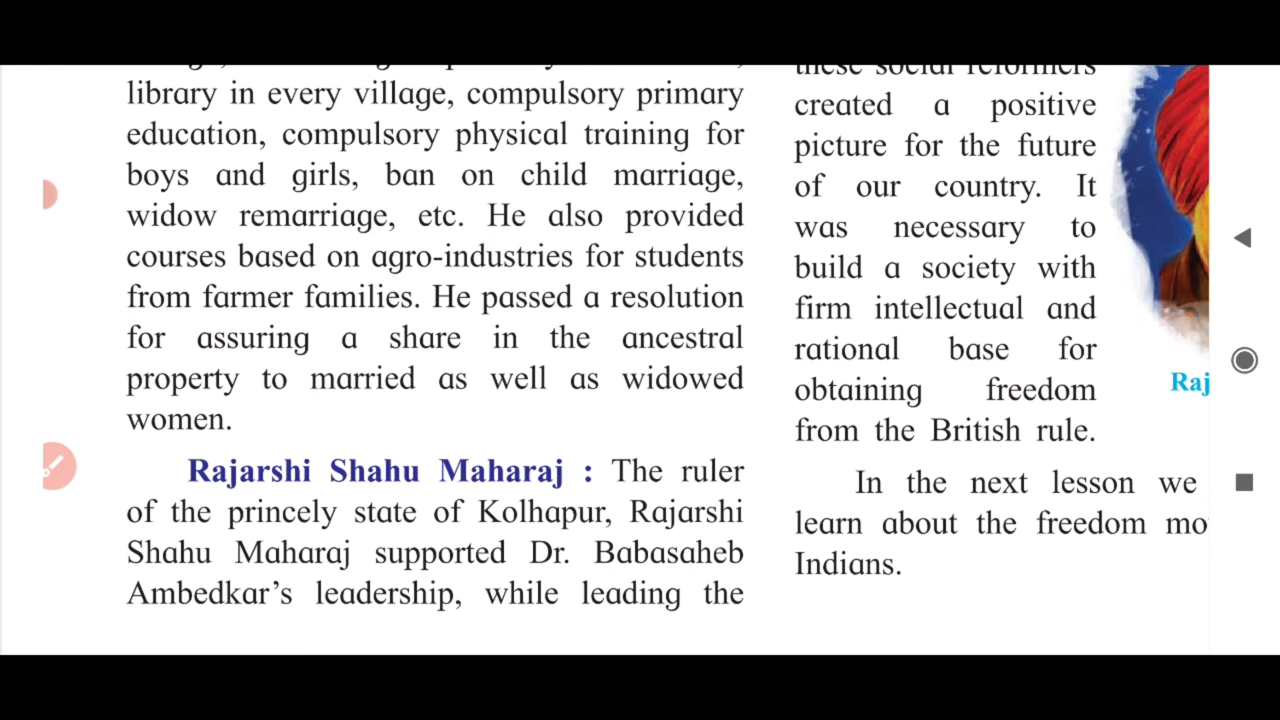 library in every village, compulsory primary
education, compulsory physical training for
boys and girls, ban on child marriage,
widow remarriage, etc. He also provided
courses based on agro-industries for students
from farmer families. He passed a resolution
for assuring a share in the ancestral
property to married as well as widowed
women.
Rajarshi Shahu Maharaj : The ruler
of the princely state of Kolhapur, Rajarshi
Shahu Maharaj supported Dr. Babasaheb
Ambedkar’s leadership, while leading the
these social reformers
created a positive
picture for the future
of our country. It
was necessary to
build a society with
firm intellectual and
rational base for
obtaining freedom
from the British rule.
In the next lesson we
learn about the freedom mo
Indians.
Raj